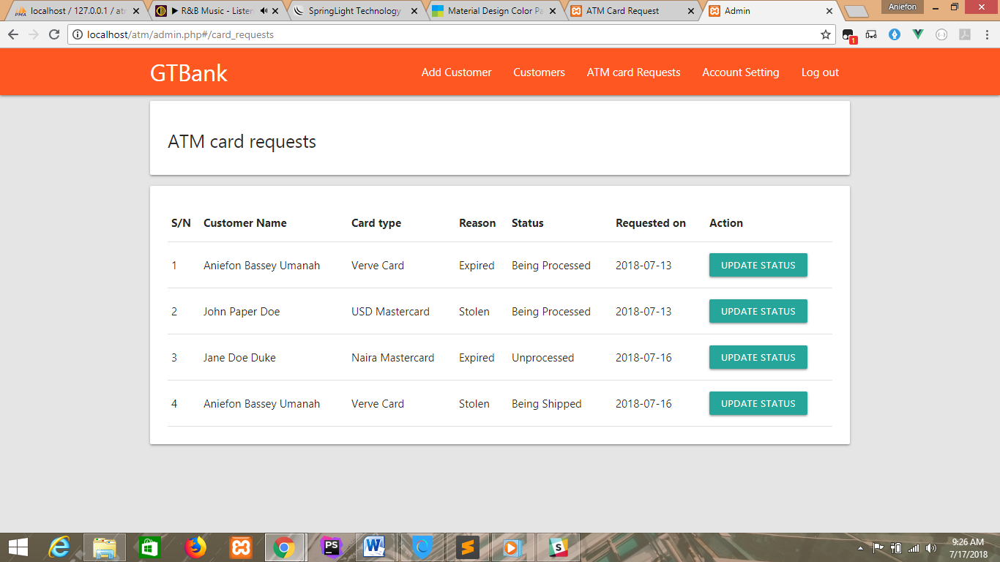 Aniefon
localhost / 127.0.0.1 / atm
R&B Music - Listen
SpringLight Technology
Material Design Color Pa
ATM Card Request
Admin
localhost/atm/admin.php#/card_requests
1
GTBank
Add Customer
Customers
ATM card Requests
Account Setting
Log out
ATM card requests
S/N Customer Name Card type Reason Status Requested on Action
1 Aniefon Bassey Umanah Verve Card Expired Being Processed 2018-07-13 UPDATE STATUS
2 John Paper Doe USD Mastercard Stolen Being Processed 2018-07-13 UPDATE STATUS
3 Jane Doe Duke Naira Mastercard Expired Unprocessed 2018-07-16 UPDATE STATUS
4 Aniefon Bassey Umanah Verve Card Stolen Being Shipped 2018-07-16 UPDATE STATUS
PS
W
S
9:26 AM
7/17/2018